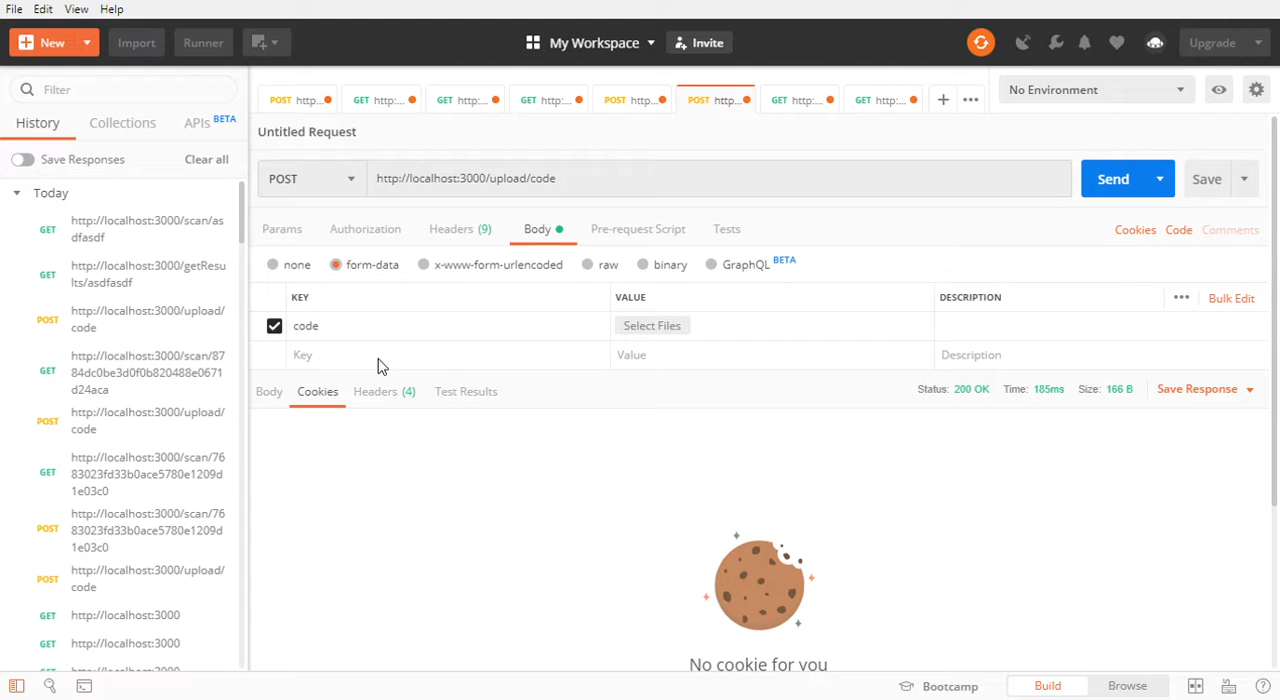 File Edit View Help
New Import Runner My Workspace Invite Upgrade
Filter
History Collections APIs BETA
Save Responses Clear all
Today
GET http://localhost:3000/scan/as
dfasdf
GET http://localhost:3000/getResu
lts/asdfasdf
POST http://localhost:3000/upload/
code
GET http://localhost:3000/scan/87
84dc0be3d0f0b820488e0671
d24aca
POST http://localhost:3000/upload/
code
GET http://localhost:3000/scan/76
83023fd33b0ace5780e1209d
1e03c0
POST http://localhost:3000/scan/76
83023fd33b0ace5780e1209d
1e03c0
POST http://localhost:3000/upload/
code
GET http://localhost:3000
GET http://localhost:3000
POST http... GET http:... GET http:... GET http:... POST http... POST http... GET http:... GET http:... No Environment
Untitled Request
POST http://localhost:3000/upload/code Send Save
Params Authorization Headers (9) Body Pre-request Script Tests Cookies Code Comments
none form-data x-www-form-urlencoded raw binary GraphQL BETA
KEY VALUE DESCRIPTION ••• Bulk Edit
code Select Files
Key Value Description
Body Cookies Headers (4) Test Results Status: 200 OK Time: 185ms Size: 166 B Save Response
No cookie for you
Bootcamp Build Browse